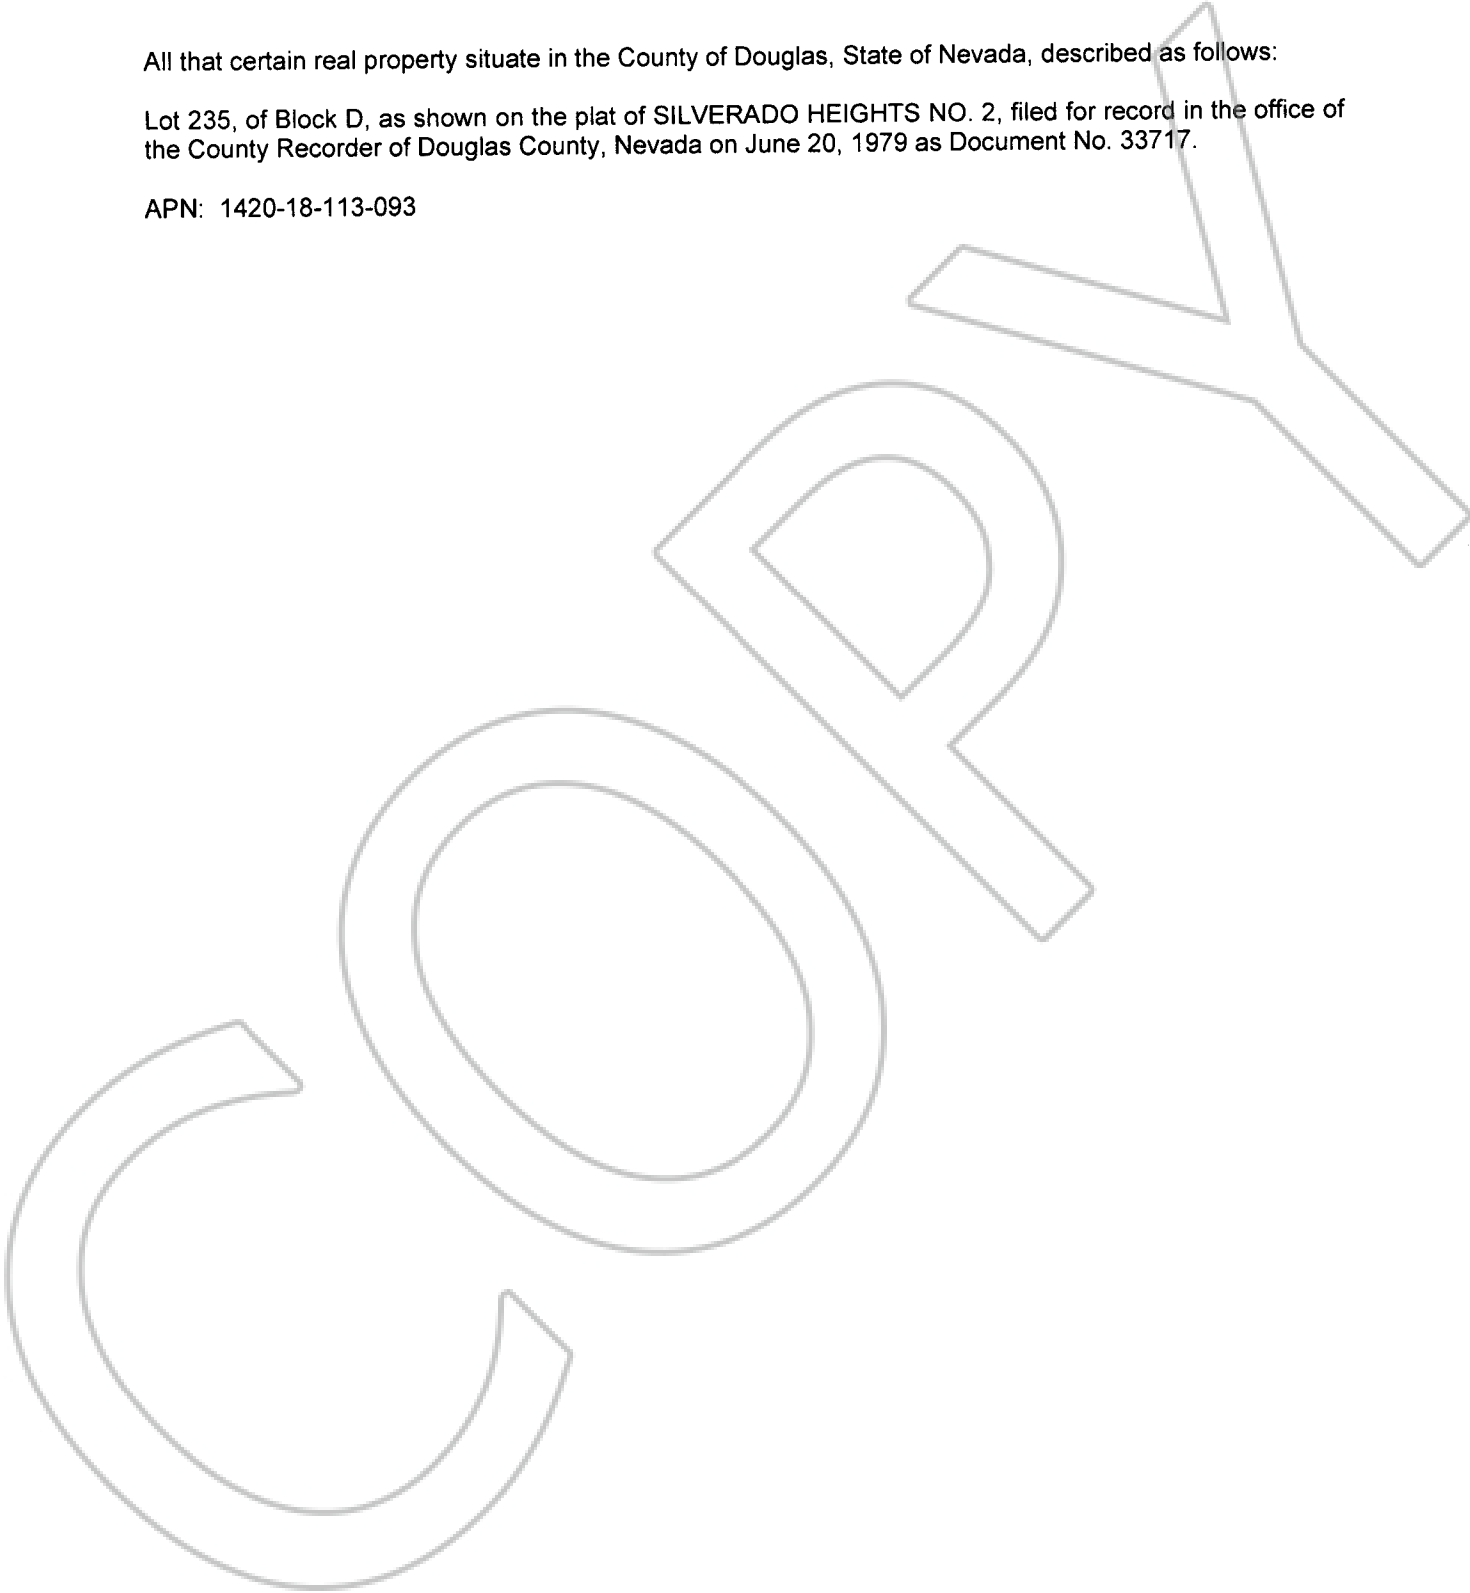 All that certain real property situate in the County of Douglas, State of Nevada, described as follows:
Lot 235, of Block D, as shown on the plat of SILVERADO HEIGHTS NO. 2, filed for record in the office of
the County Recorder of Douglas County, Nevada on June 20, 1979 as Document No. 33717.
APN: 1420-18-113-093
COPY